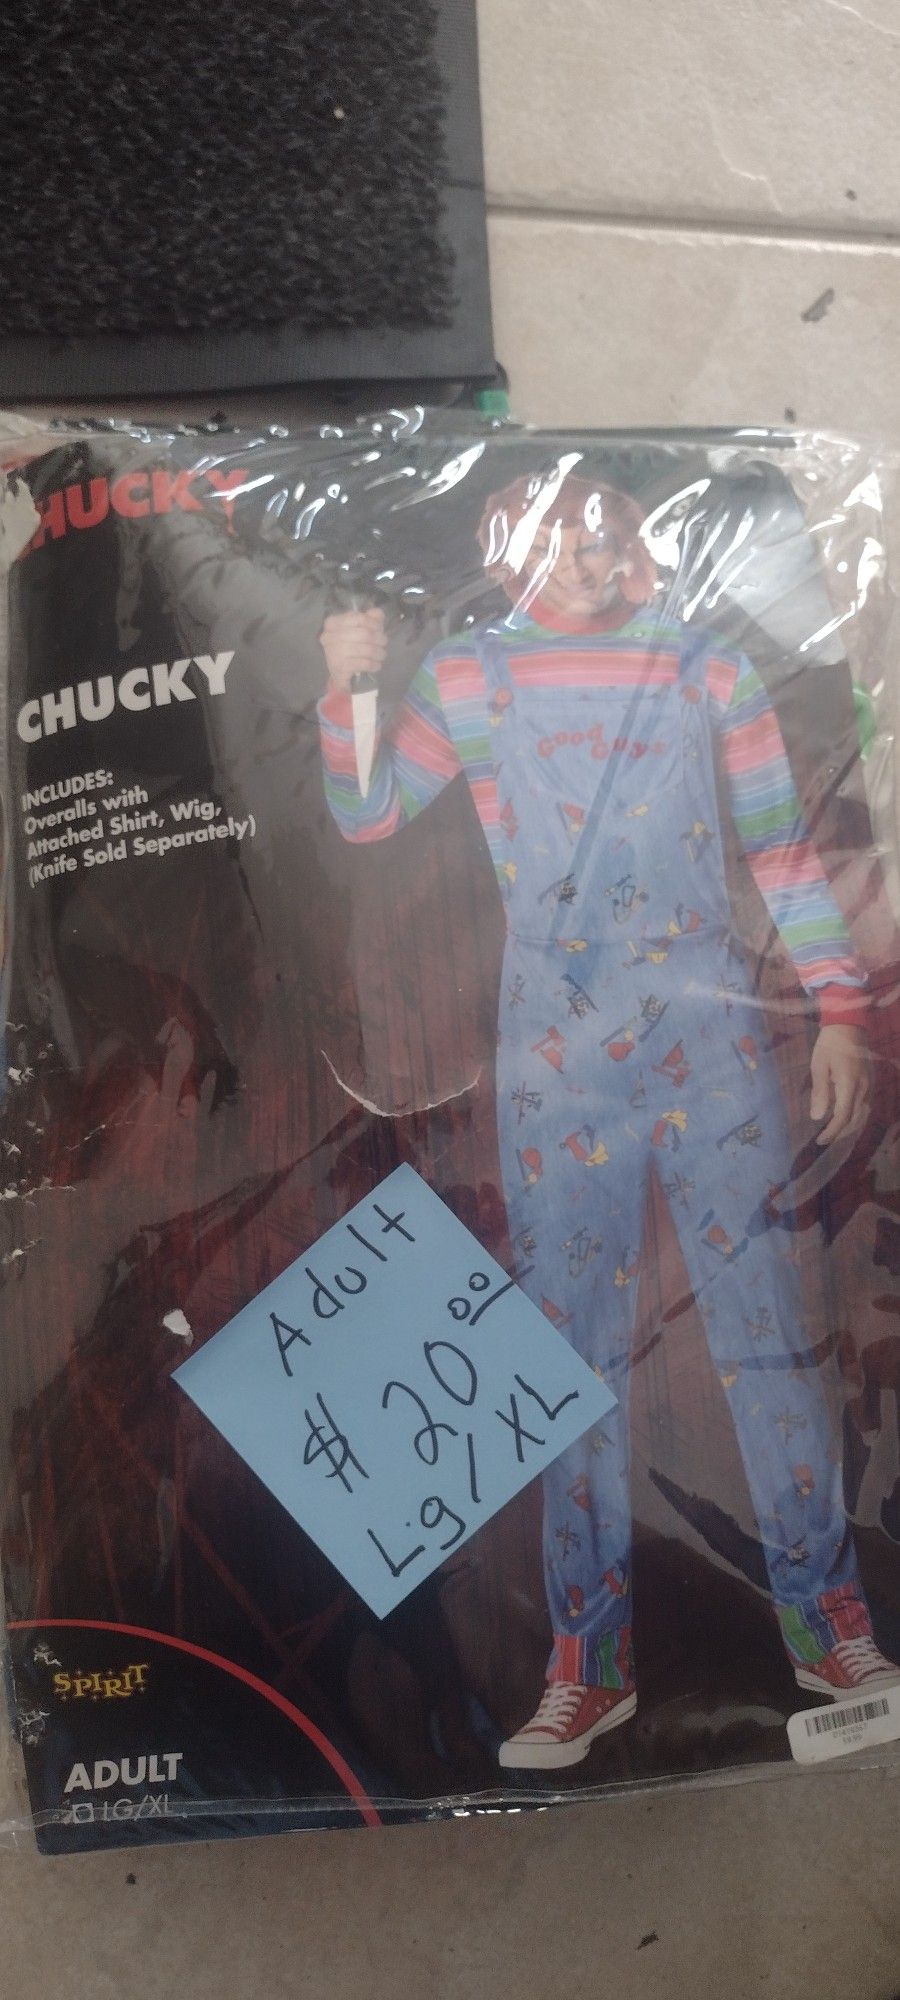 CHUCKY
CHUCKY
INCLUDES:
Overalls with
Attached Shirt, Wig,
(Knife Sold Separately)
Good Guys
Adult
$ 20.00
Lg/XL
SPIRIT
ADULT
LG/XL